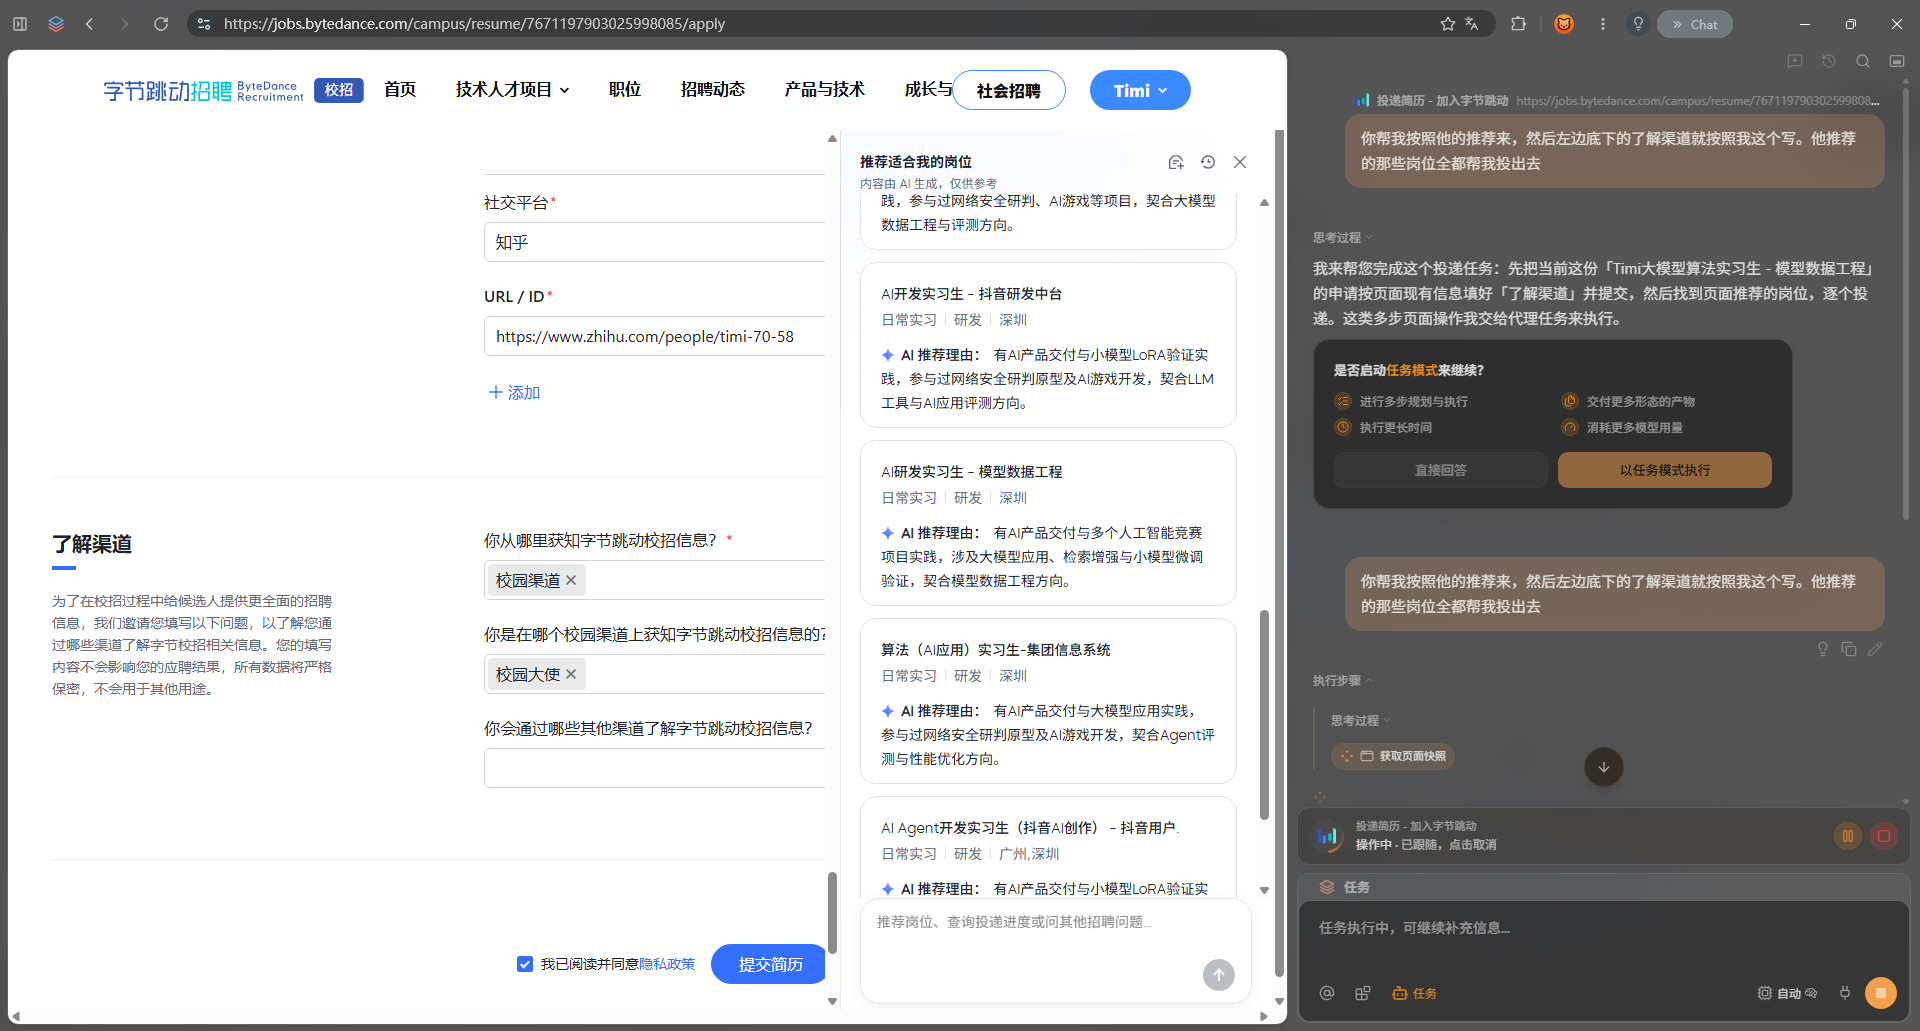 https://jobs.bytedance.com/campus/resume/7671197903025998085/apply
Chat
字节跳动招聘 ByteDance Recruitment 校招 首页 技术人才项目 职位 招聘动态 产品与技术 成长与 社会招聘 Timi
社交平台*
知乎
URL / ID*
https://www.zhihu.com/people/timi-70-58
添加
了解渠道
为了在校招过程中给候选人提供更全面的招聘
信息，我们邀请您填写以下问题，以了解您通
过哪些渠道了解字节校招相关信息。您的填写
内容不会影响您的应聘结果，所有数据将严格
保密，不会用于其他用途。
你从哪里获知字节跳动校招信息？ *
校园渠道
你是在哪个校园渠道上获知字节跳动校招信息的？
校园大使
你会通过哪些其他渠道了解字节跳动校招信息？
我已阅读并同意隐私政策
提交简历
推荐适合我的岗位
内容由 AI 生成，仅供参考
践，参与过网络安全研判、AI游戏等项目，契合大模型
数据工程与评测方向。
AI开发实习生 - 抖音研发中台
日常实习 研发 深圳
AI 推荐理由： 有AI产品交付与小模型LoRA验证实
践，参与过网络安全研判原型及AI游戏开发，契合LLM
工具与AI应用评测方向。
AI研发实习生 - 模型数据工程
日常实习 研发 深圳
AI 推荐理由： 有AI产品交付与多个人工智能竞赛
项目实践，涉及大模型应用、检索增强与小模型微调
验证，契合模型数据工程方向。
算法（AI应用）实习生-集团信息系统
日常实习 研发 深圳
AI 推荐理由： 有AI产品交付与大模型应用实践，
参与过网络安全研判原型及AI游戏开发，契合Agent评
测与性能优化方向。
AI Agent开发实习生（抖音AI创作） - 抖音用户.
日常实习 研发 广州,深圳
AI 推荐理由： 有AI产品交付与小模型LoRA验证实
推荐岗位、查询投递进度或问其他招聘问题...
投递简历 - 加入字节跳动 https://jobs.bytedance.com/campus/resume/767119790302599808...
你帮我按照他的推荐来，然后左边底下的了解渠道就按照我这个写。他推荐
的那些岗位全都帮我投出去
思考过程
我来帮您完成这个投递任务：先把当前这份「Timi大模型算法实习生 - 模型数据工程」
的申请按页面现有信息填好「了解渠道」并提交，然后找到页面推荐的岗位，逐个投
递。这类多步页面操作我交给代理任务来执行。
是否启动任务模式来继续？
进行多步规划与执行 交付更多形态的产物
执行更长时间 消耗更多模型用量
直接回答 以任务模式执行
你帮我按照他的推荐来，然后左边底下的了解渠道就按照我这个写。他推荐
的那些岗位全都帮我投出去
执行步骤
思考过程
获取页面快照
投递简历 - 加入字节跳动
操作中 · 已跟随，点击取消
任务
任务执行中，可继续补充信息...
任务 自动